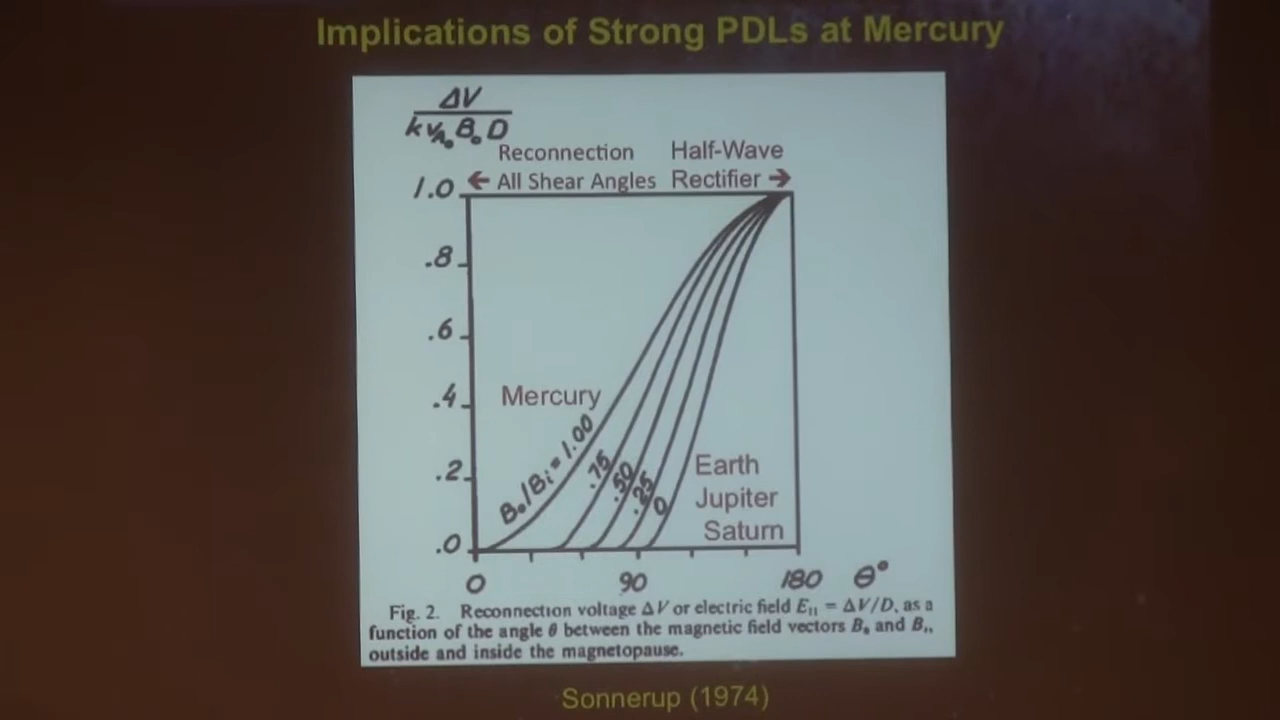 Implications of Strong PDLs at Mercury
ΔV
k v_A₀ B₀ D
Reconnection Half-Wave
← All Shear Angles Rectifier →
1.0
.8
.6
.4
.2
.0
Mercury
B₀/Bᵢ = 1.00
.75
.50
.25
0
Earth
Jupiter
Saturn
0 90 180 θ°
Fig. 2. Reconnection voltage ΔV or electric field E₁₁ = ΔV/D, as a
function of the angle θ between the magnetic field vectors B₀ and B₁,
outside and inside the magnetopause.
Sonnerup (1974)